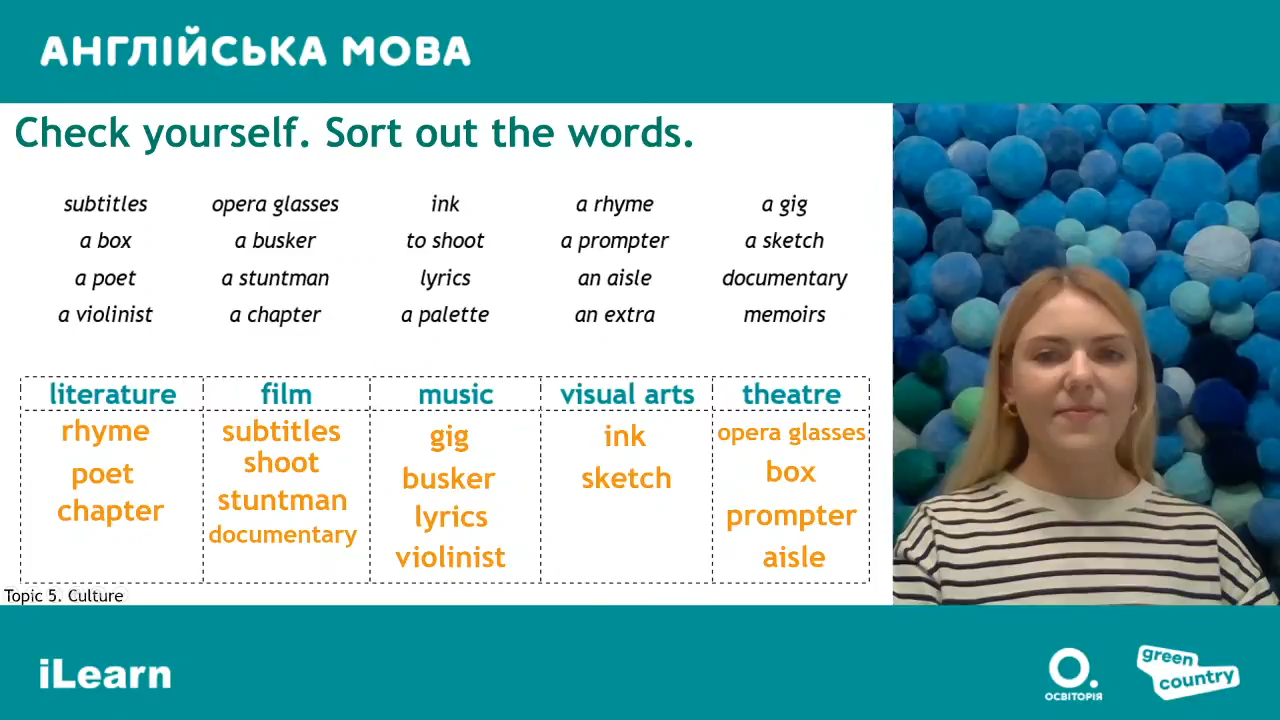 АНГЛІЙСЬКА МОВА
Check yourself. Sort out the words.
subtitles opera glasses ink a rhyme a gig
a box a busker to shoot a prompter a sketch
a poet a stuntman lyrics an aisle documentary
a violinist a chapter a palette an extra memoirs
literature film music visual arts theatre
rhyme subtitles gig ink opera glasses
poet shoot busker sketch box
chapter stuntman lyrics prompter
documentary violinist aisle
Topic 5. Culture
iLearn
ОСВІТОРІЯ
green
country